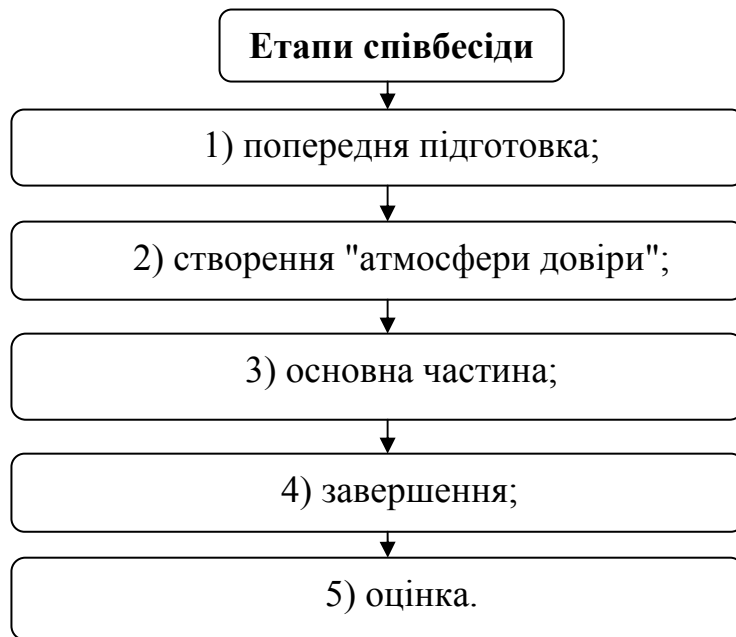 Етапи співбесіди
1) попередня підготовка;
2) створення "атмосфери довіри";
3) основна частина;
4) завершення;
5) оцінка.